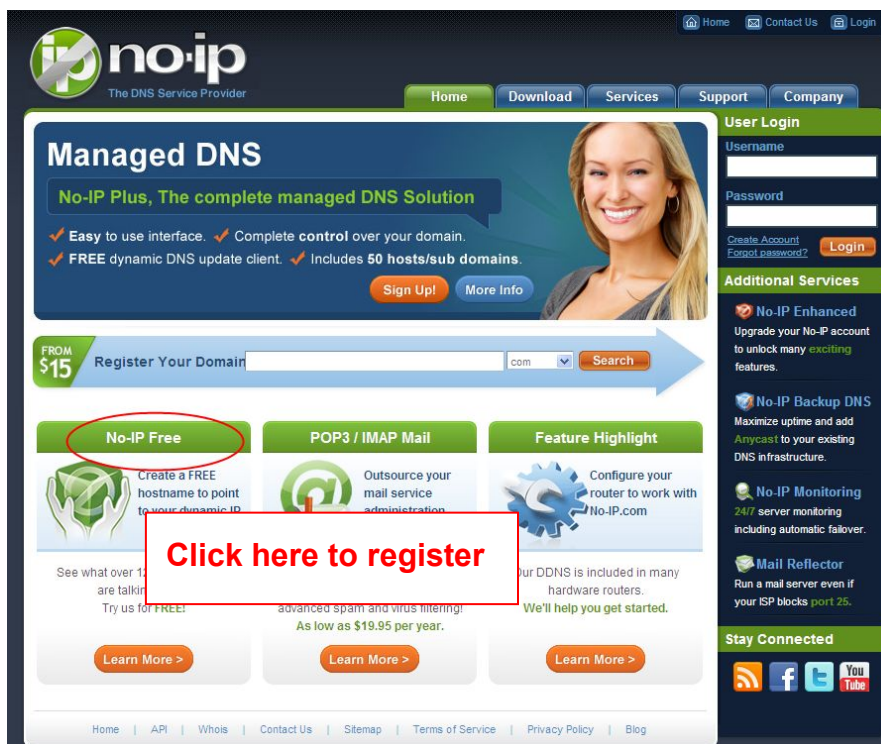 Home Contact Us Login
ip no·ip
The DNS Service Provider
Home Download Services Support Company
Managed DNS
No-IP Plus, The complete managed DNS Solution
Easy to use interface. Complete control over your domain.
FREE dynamic DNS update client. Includes 50 hosts/sub domains.
Sign Up! More Info
User Login
Username
Password
Create Account
Forgot password?
Login
FROM
$15
Register Your Domain com Search
No-IP Free
Create a FREE
hostname to point
to your dynamic IP
See what over 12
are talkin
Try us for FREE!
Learn More >
POP3 / IMAP Mail
Outsource your
mail service
administration
advanced spam and virus filtering!
As low as $19.95 per year.
Learn More >
Feature Highlight
Configure your
router to work with
No-IP.com
Our DDNS is included in many
hardware routers.
We'll help you get started.
Learn More >
Click here to register
Additional Services
No-IP Enhanced
Upgrade your No-IP account
to unlock many exciting
features.
No-IP Backup DNS
Maximize uptime and add
Anycast to your existing
DNS infrastructure.
No-IP Monitoring
24/7 server monitoring
including automatic failover.
Mail Reflector
Run a mail server even if
your ISP blocks port 25.
Stay Connected
f t You
Tube
Home | API | Whois | Contact Us | Sitemap | Terms of Service | Privacy Policy | Blog